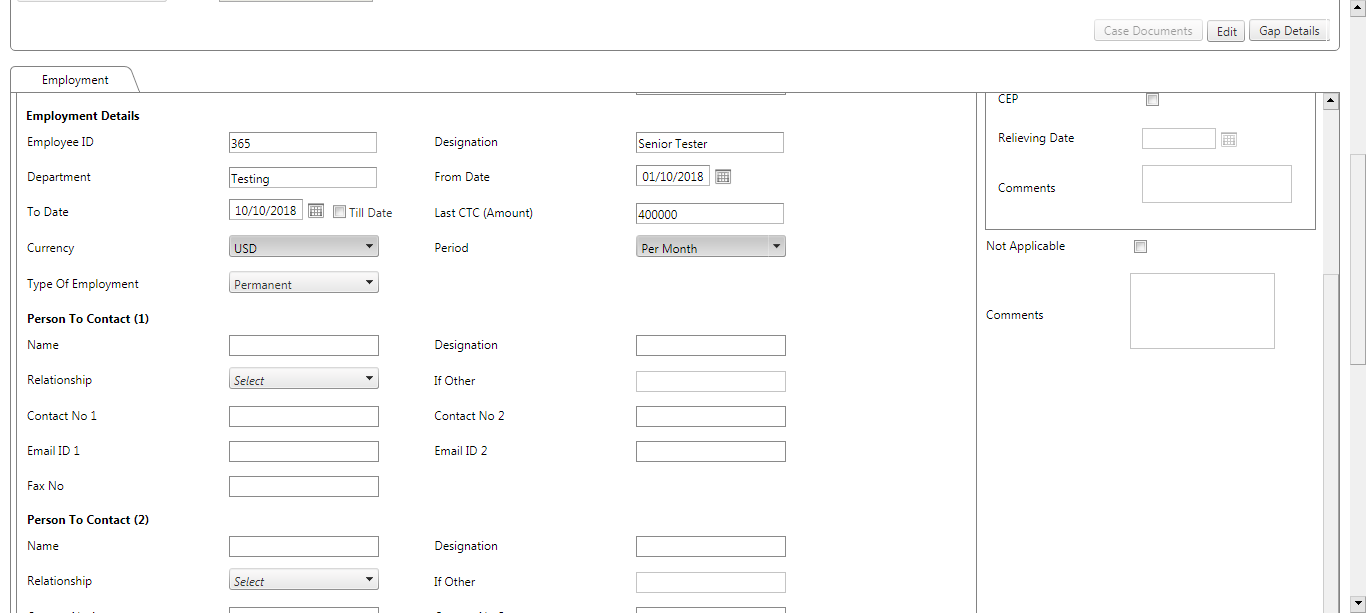 Case Documents Edit Gap Details
Employment
Employment Details
Employee ID 365 Designation Senior Tester
Department Testing From Date 01/10/2018
To Date 10/10/2018 Till Date Last CTC (Amount) 400000
Currency USD Period Per Month
Type Of Employment Permanent
Person To Contact (1)
Name Designation
Relationship Select If Other
Contact No 1 Contact No 2
Email ID 1 Email ID 2
Fax No
Person To Contact (2)
Name Designation
Relationship Select If Other
CEP
Relieving Date
Comments
Not Applicable
Comments